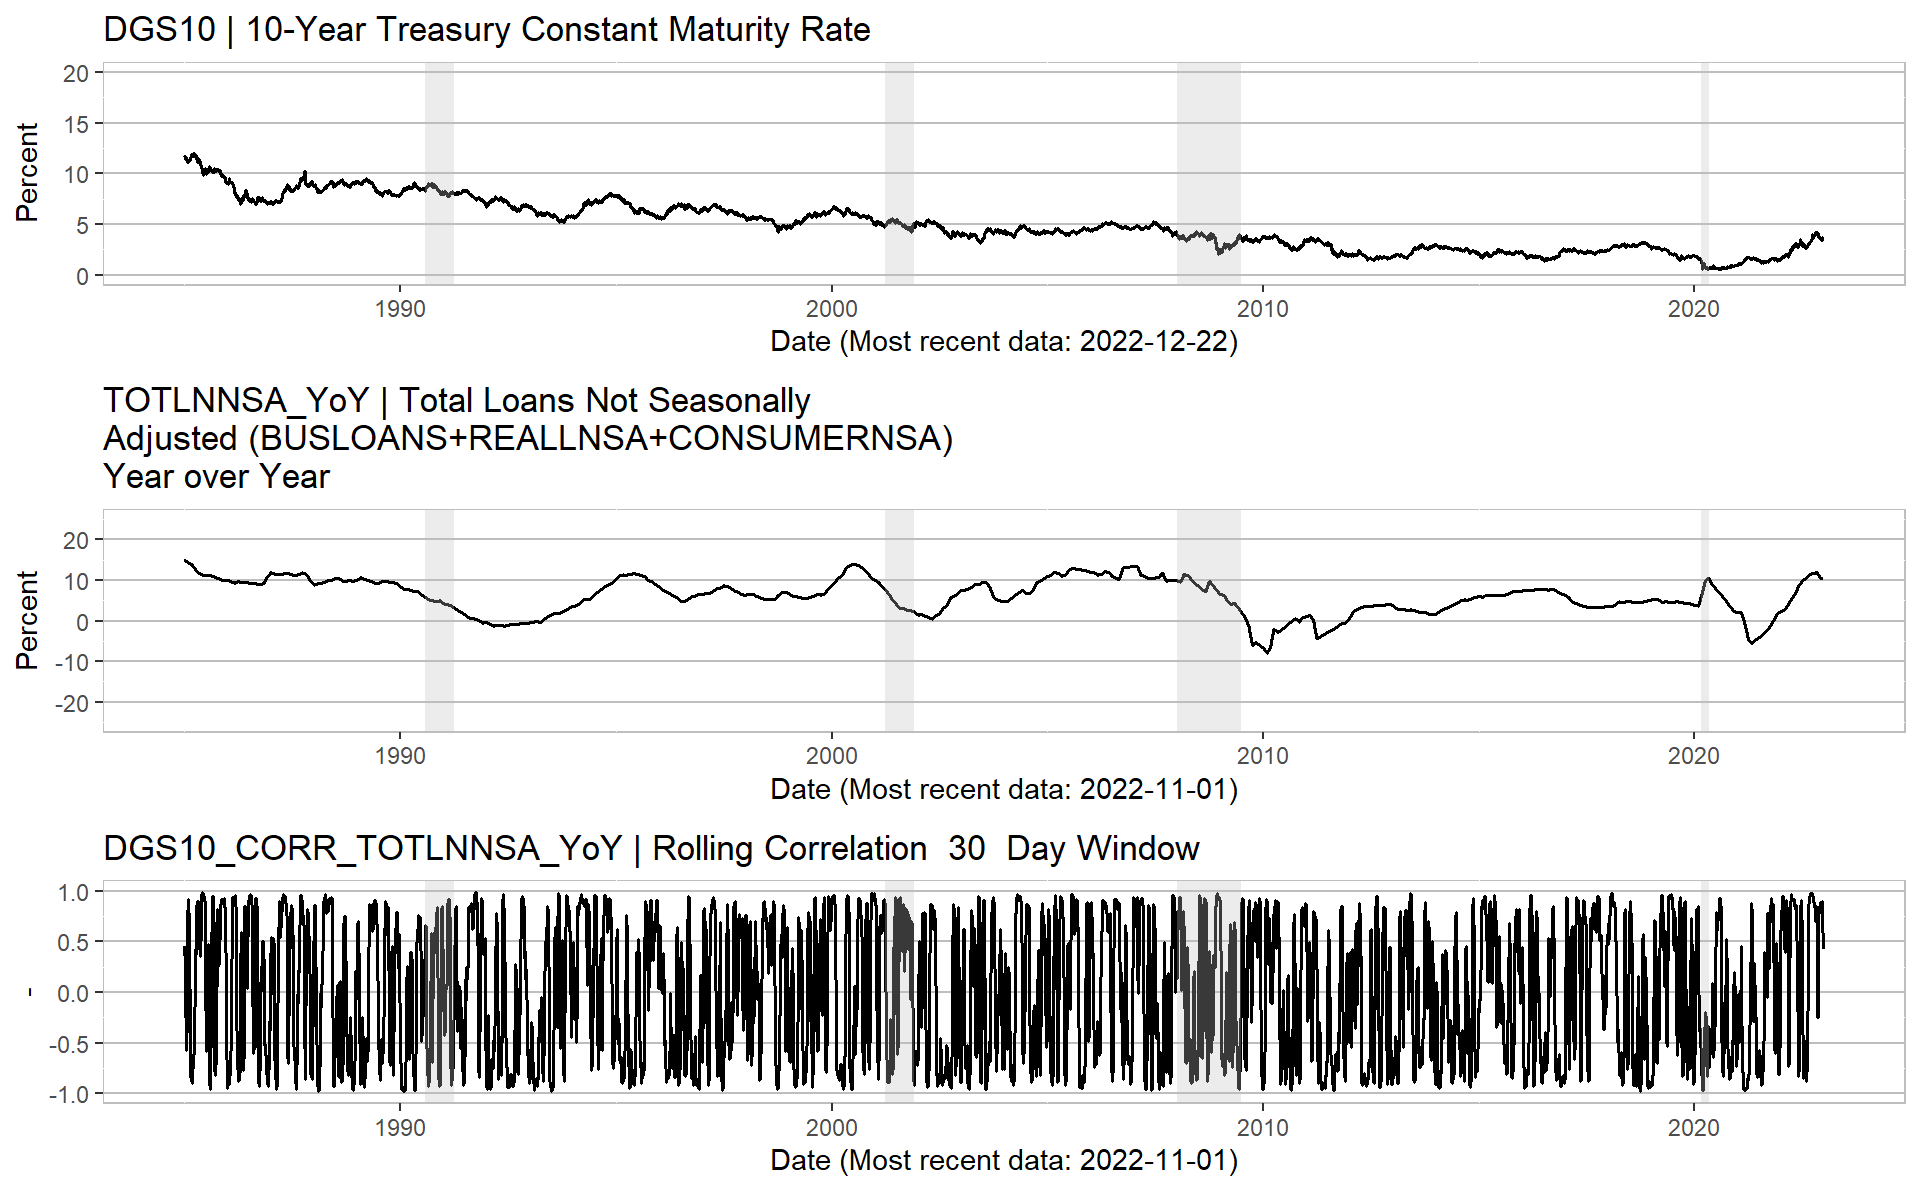 DGS10 | 10-Year Treasury Constant Maturity Rate
20
15
10
5
0
Percent
1990
2000
2010
2020
Date (Most recent data: 2022-12-22)
TOTLNNSA_YoY | Total Loans Not Seasonally
Adjusted (BUSLOANS+REALLNSA+CONSUMERNSA)
Year over Year
20
10
0
-10
-20
Percent
1990
2000
2010
2020
Date (Most recent data: 2022-11-01)
DGS10_CORR_TOTLNNSA_YoY | Rolling Correlation  30  Day Window
1.0
0.5
0.0
-0.5
-1.0
-
1990
2000
2010
2020
Date (Most recent data: 2022-11-01)